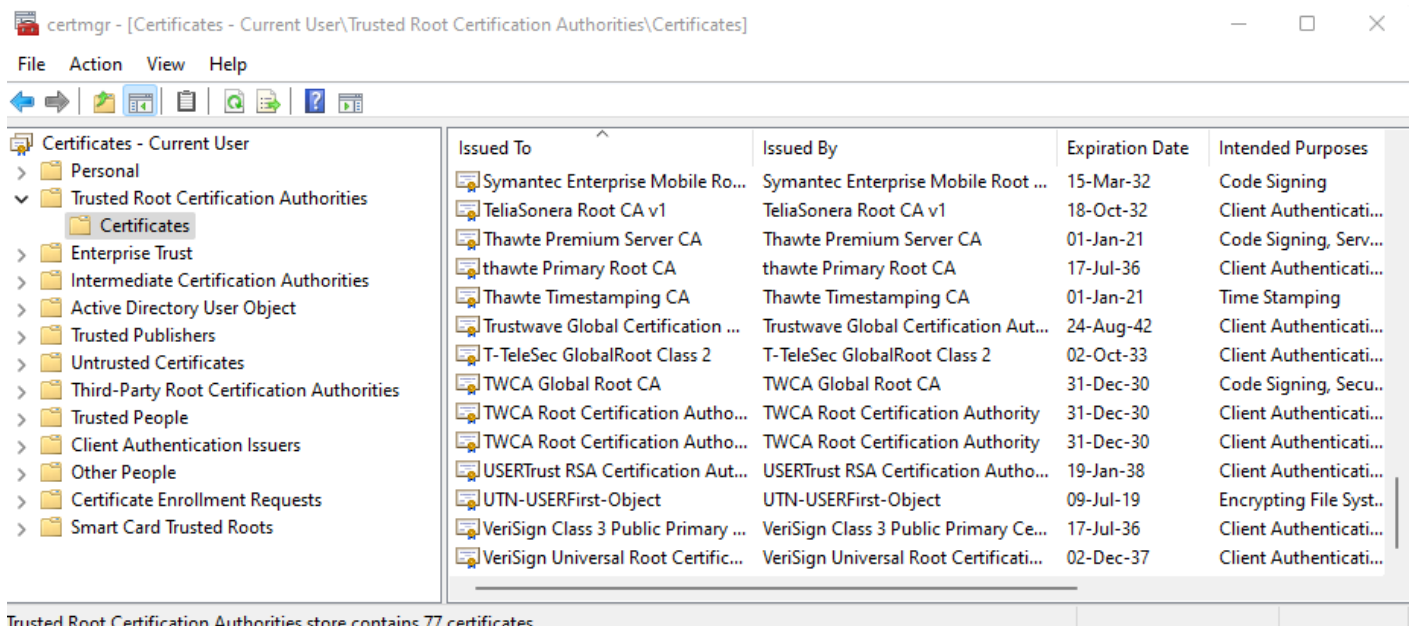 certmgr - [Certificates - Current User\Trusted Root Certification Authorities\Certificates]
File Action View Help
Certificates - Current User
Personal
Trusted Root Certification Authorities
Certificates
Enterprise Trust
Intermediate Certification Authorities
Active Directory User Object
Trusted Publishers
Untrusted Certificates
Third-Party Root Certification Authorities
Trusted People
Client Authentication Issuers
Other People
Certificate Enrollment Requests
Smart Card Trusted Roots
Issued To Issued By Expiration Date Intended Purposes
Symantec Enterprise Mobile Ro... Symantec Enterprise Mobile Root ... 15-Mar-32 Code Signing
TeliaSonera Root CA v1 TeliaSonera Root CA v1 18-Oct-32 Client Authenticati...
Thawte Premium Server CA Thawte Premium Server CA 01-Jan-21 Code Signing, Serv...
thawte Primary Root CA thawte Primary Root CA 17-Jul-36 Client Authenticati...
Thawte Timestamping CA Thawte Timestamping CA 01-Jan-21 Time Stamping
Trustwave Global Certification ... Trustwave Global Certification Aut... 24-Aug-42 Client Authenticati...
T-TeleSec GlobalRoot Class 2 T-TeleSec GlobalRoot Class 2 02-Oct-33 Client Authenticati...
TWCA Global Root CA TWCA Global Root CA 31-Dec-30 Code Signing, Secu...
TWCA Root Certification Autho... TWCA Root Certification Authority 31-Dec-30 Client Authenticati...
TWCA Root Certification Autho... TWCA Root Certification Authority 31-Dec-30 Client Authenticati...
USERTrust RSA Certification Aut... USERTrust RSA Certification Autho... 19-Jan-38 Client Authenticati...
UTN-USERFirst-Object UTN-USERFirst-Object 09-Jul-19 Encrypting File Syst...
VeriSign Class 3 Public Primary ... VeriSign Class 3 Public Primary Ce... 17-Jul-36 Client Authenticati...
VeriSign Universal Root Certific... VeriSign Universal Root Certificati... 02-Dec-37 Client Authenticati...
Trusted Root Certification Authorities store contains 77 certificates